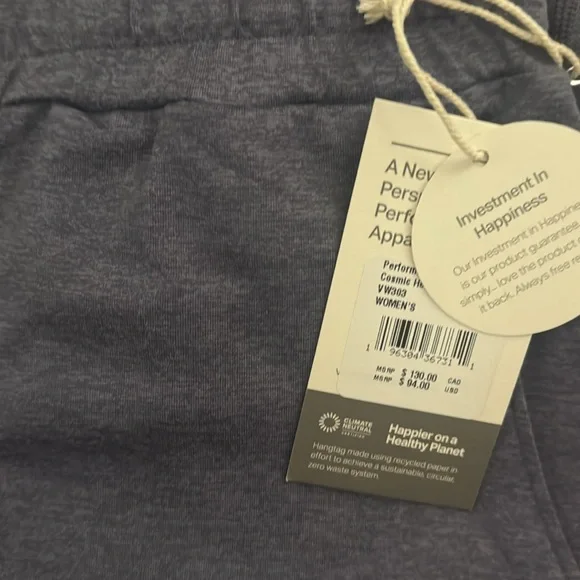 A New
Investment In
Happiness
Our Investment in Happine
is our product guarantee.
simply... love the product
it back. Always free re
Perform
Cosmic He
VW303
WOMEN'S
1 96304 36731 1
MSRP $ 130.00 CAD
MSRP $ 94.00 USD
CLIMATE
NEUTRAL
CERTIFIED
Happier on a
Healthy Planet
Hangtag made using recycled paper in
effort to achieve a sustainable, circular,
zero waste system.